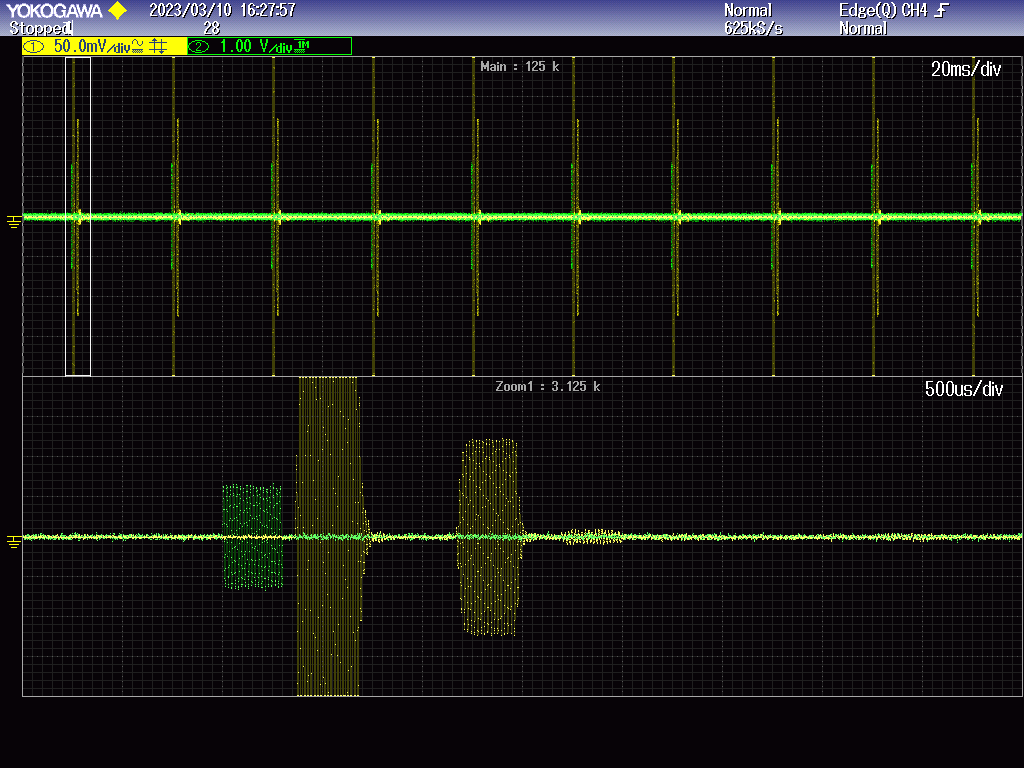 YOKOGAWA 2023/03/10 16:27:57 Normal Edge(Q) CH4
Stopped 28 625kS/s Normal
1 50.0mV/div 2 1.00 V/div 1M
Main : 125 k 20ms/div
Zoom1 : 3.125 k 500us/div